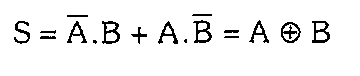 S = A̅.B + A.B̅ = A ⊕ B